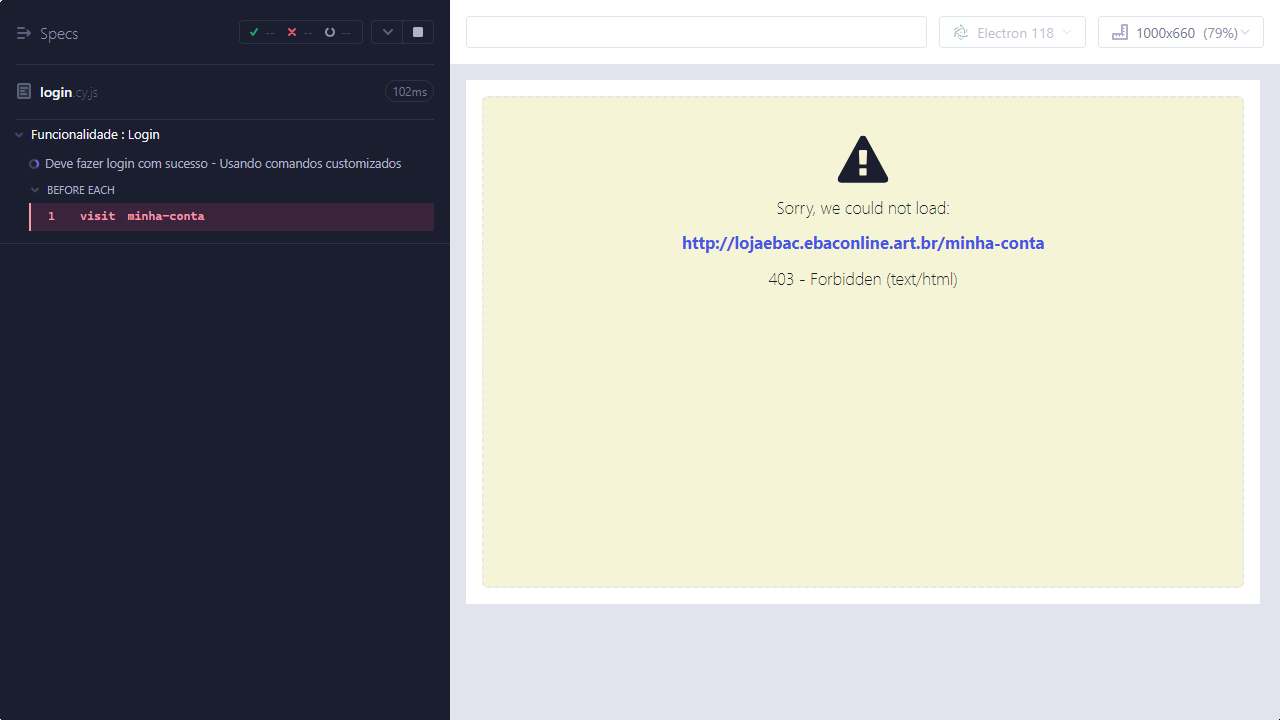 Specs
-- -- --
login.cy.js
102ms
Funcionalidade : Login
Deve fazer login com sucesso - Usando comandos customizados
BEFORE EACH
1 visit minha-conta
Electron 118
1000x660 (79%)
Sorry, we could not load:
http://lojaebac.ebaconline.art.br/minha-conta
403 - Forbidden (text/html)